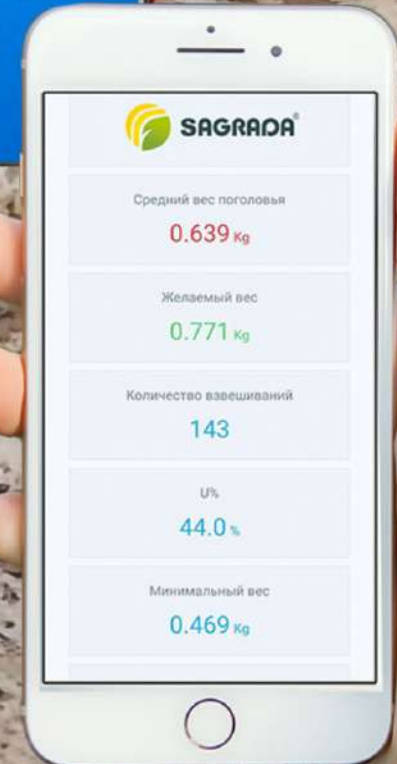 SAGRADA®
Средний вес поголовья
0.639 Kg
Желаемый вес
0.771 Kg
Количество взвешиваний
143
U%
44.0 %
Минимальный вес
0.469 Kg